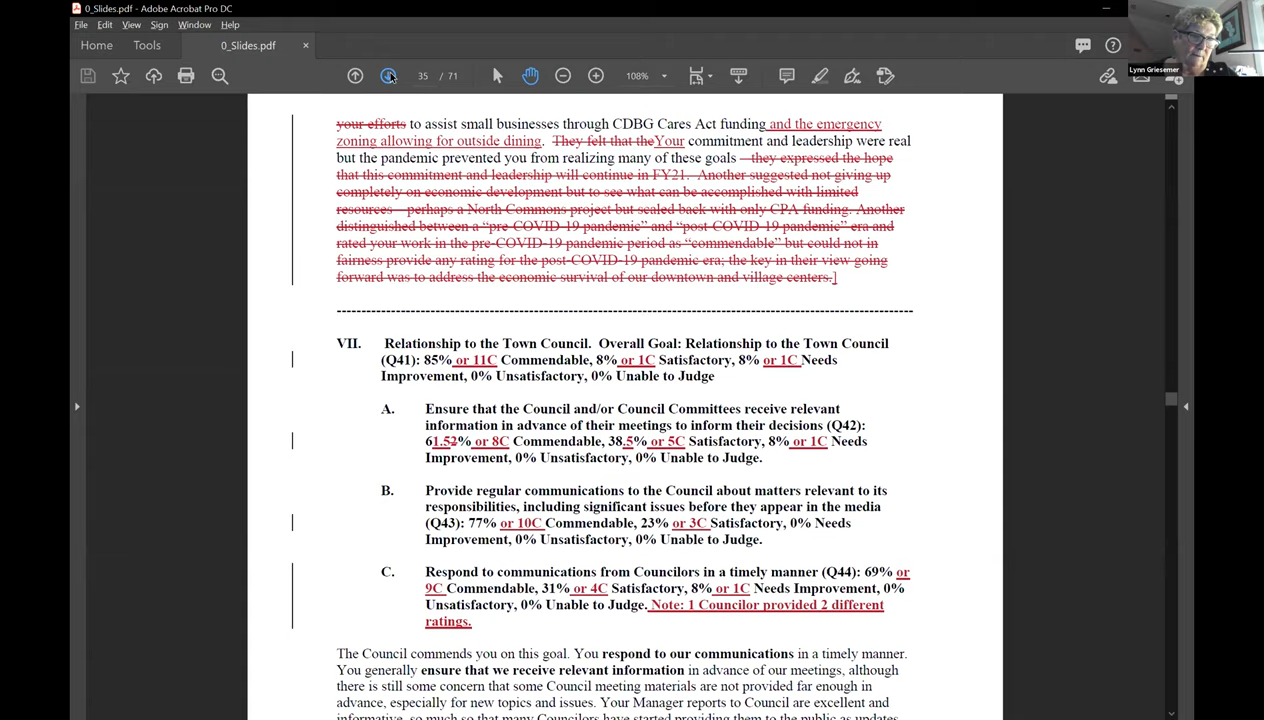 0_Slides.pdf - Adobe Acrobat Pro DC
File Edit View Sign Window Help
Home Tools 0_Slides.pdf ×
35 / 71 108%
Lynn Griesemer
your efforts to assist small businesses through CDBG Cares Act funding and the emergency
zoning allowing for outside dining. They felt that theYour commitment and leadership were real
but the pandemic prevented you from realizing many of these goals – they expressed the hope
that this commitment and leadership will continue in FY21. Another suggested not giving up
completely on economic development but to see what can be accomplished with limited
resources – perhaps a North Commons project but scaled back with only CPA funding. Another
distinguished between a “pre-COVID-19 pandemic” and “post-COVID-19 pandemic” era and
rated your work in the pre-COVID-19 pandemic period as “commendable” but could not in
fairness provide any rating for the post-COVID-19 pandemic era; the key in their view going
forward was to address the economic survival of our downtown and village centers.]
VII. Relationship to the Town Council. Overall Goal: Relationship to the Town Council
(Q41): 85% or 11C Commendable, 8% or 1C Satisfactory, 8% or 1C Needs
Improvement, 0% Unsatisfactory, 0% Unable to Judge
A. Ensure that the Council and/or Council Committees receive relevant
information in advance of their meetings to inform their decisions (Q42):
61.52% or 8C Commendable, 38.5% or 5C Satisfactory, 8% or 1C Needs
Improvement, 0% Unsatisfactory, 0% Unable to Judge.
B. Provide regular communications to the Council about matters relevant to its
responsibilities, including significant issues before they appear in the media
(Q43): 77% or 10C Commendable, 23% or 3C Satisfactory, 0% Needs
Improvement, 0% Unsatisfactory, 0% Unable to Judge.
C. Respond to communications from Councilors in a timely manner (Q44): 69% or
9C Commendable, 31% or 4C Satisfactory, 8% or 1C Needs Improvement, 0%
Unsatisfactory, 0% Unable to Judge. Note: 1 Councilor provided 2 different
ratings.
The Council commends you on this goal. You respond to our communications in a timely manner.
You generally ensure that we receive relevant information in advance of our meetings, although
there is still some concern that some Council meeting materials are not provided far enough in
advance, especially for new topics and issues. Your Manager reports to Council are excellent and
informative, so much so that many Councilors have started providing them to the public as updates